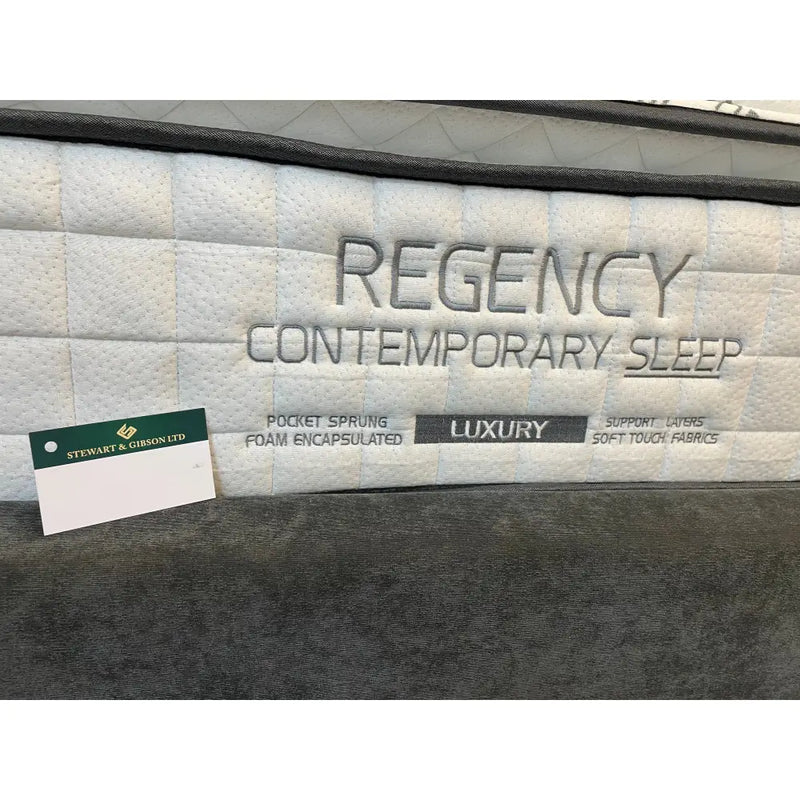 REGENCY
CONTEMPORARY SLEEP
POCKET SPRUNG
FOAM ENCAPSULATED
LUXURY
SUPPORT LAYERS
SOFT TOUCH FABRICS
STEWART & GIBSON LTD